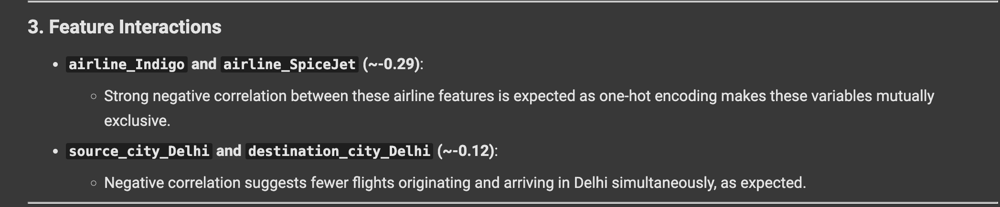 3. Feature Interactions
• airline_Indigo and airline_SpiceJet (~-0.29):
◦ Strong negative correlation between these airline features is expected as one-hot encoding makes these variables mutually
exclusive.
• source_city_Delhi and destination_city_Delhi (~-0.12):
◦ Negative correlation suggests fewer flights originating and arriving in Delhi simultaneously, as expected.